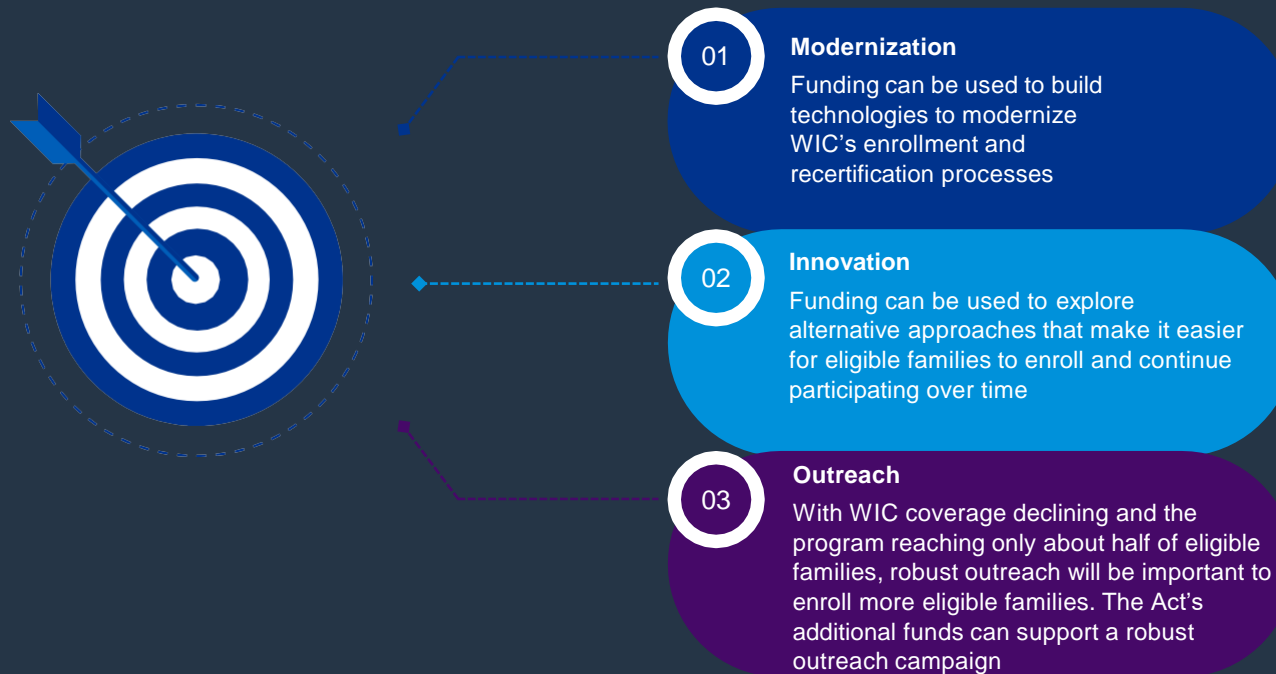 01
Modernization
Funding can be used to build
technologies to modernize
WIC’s enrollment and
recertification processes
02
Innovation
Funding can be used to explore
alternative approaches that make it easier
for eligible families to enroll and continue
participating over time
03
Outreach
With WIC coverage declining and the
program reaching only about half of eligible
families, robust outreach will be important to
enroll more eligible families. The Act’s
additional funds can support a robust
outreach campaign